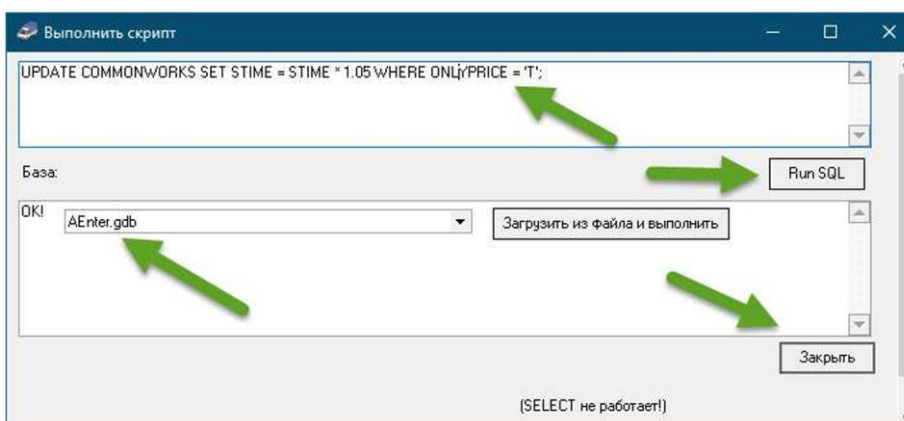 Выполнить скрипт
UPDATE COMMONWORKS SET STIME = STIME * 1.05 WHERE ONLYPRICE = 'T';
База:
Run SQL
OK!
AEnter.gdb
Загрузить из файла и выполнить
Закрыть
(SELECT не работает!)